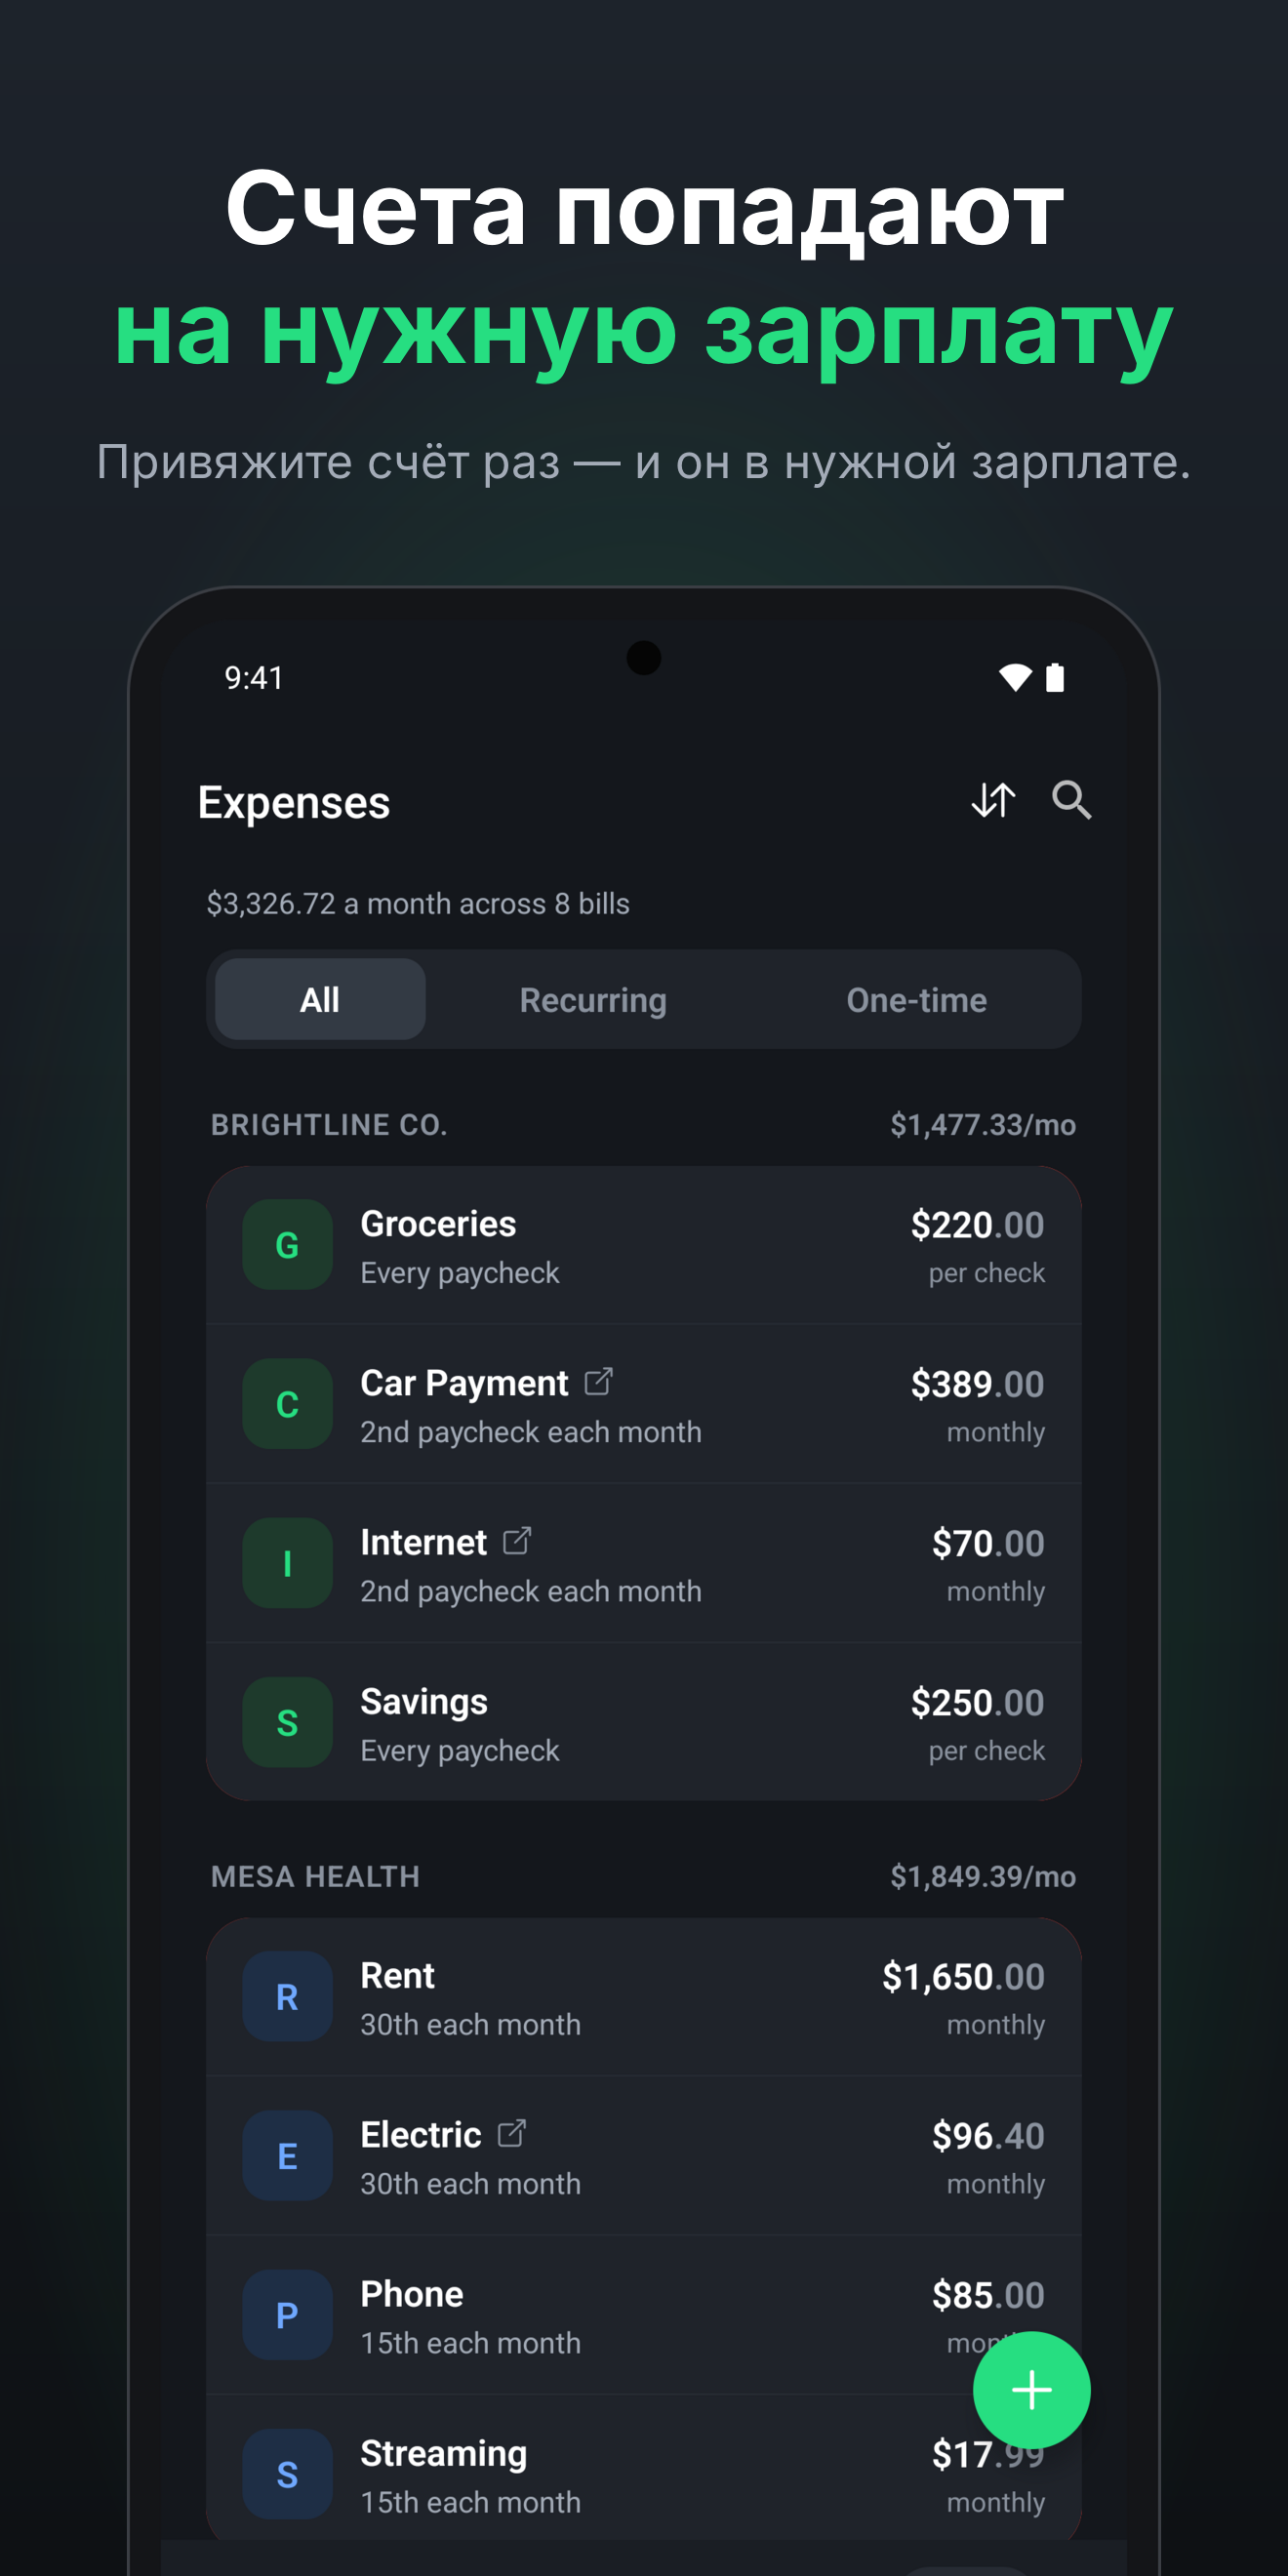 Счета попадают
на нужную зарплату
Привяжите счёт раз — и он в нужной зарплате.
9:41
Expenses
$3,326.72 a month across 8 bills
All Recurring One-time
BRIGHTLINE CO. $1,477.33/mo
G Groceries $220.00
Every paycheck per check
C Car Payment $389.00
2nd paycheck each month monthly
I Internet $70.00
2nd paycheck each month monthly
S Savings $250.00
Every paycheck per check
MESA HEALTH $1,849.39/mo
R Rent $1,650.00
30th each month monthly
E Electric $96.40
30th each month monthly
P Phone $85.00
15th each month
S Streaming $17.99
15th each month monthly